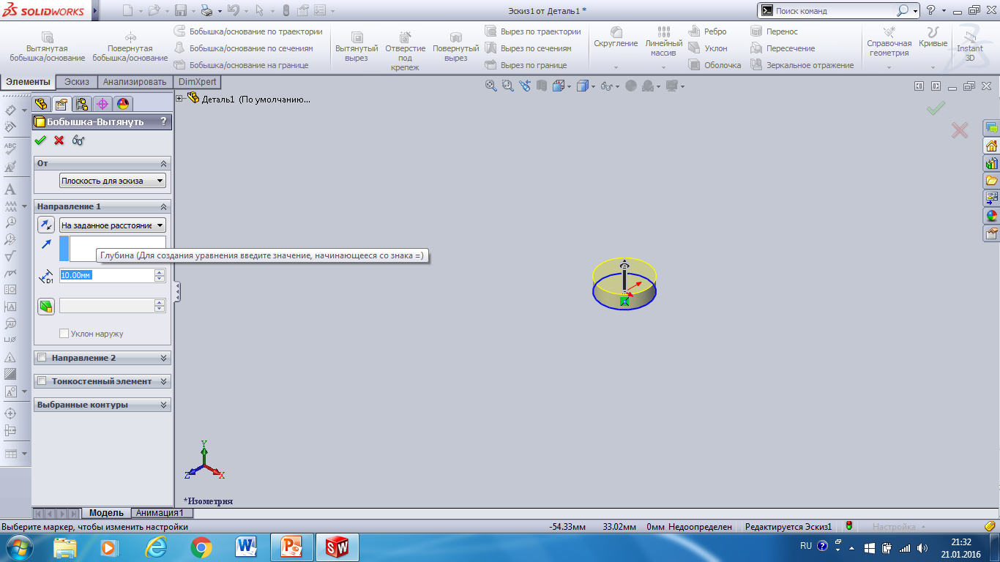 SOLIDWORKS
Эскиз1 от Деталь1 *
Поиск команд
?
Вытянутая бобышка/основание
Повернутая бобышка/основание
Бобышка/основание по траектории
Бобышка/основание по сечениям
Бобышка/основание на границе
Вытянутый вырез
Отверстие под крепеж
Повернутый вырез
Вырез по траектории
Вырез по сечениям
Вырез по границе
Скругление
Линейный массив
Ребро
Уклон
Оболочка
Перенос
Пересечение
Зеркальное отражение
Справочная геометрия
Кривые
Instant 3D
Элементы
Эскиз
Анализировать
DimXpert
Деталь1 (По умолчанию...
Бобышка-Вытянуть ?
От
Плоскость для эскиза
Направление 1
На заданное расстояние
Глубина (Для создания уравнения введите значение, начинающееся со знака =)
D1
10.00мм
Уклон наружу
Направление 2
Тонкостенный элемент
Выбранные контуры
ABC
A
AAA
AAA
Y
Z
X
*Изометрия
Модель
Анимация1
Выберите маркер, чтобы изменить настройки
-54.33мм
33.02мм
0мм
Недоопределен
Редактируется Эскиз1
Настройка
RU
21:32
21.01.2016